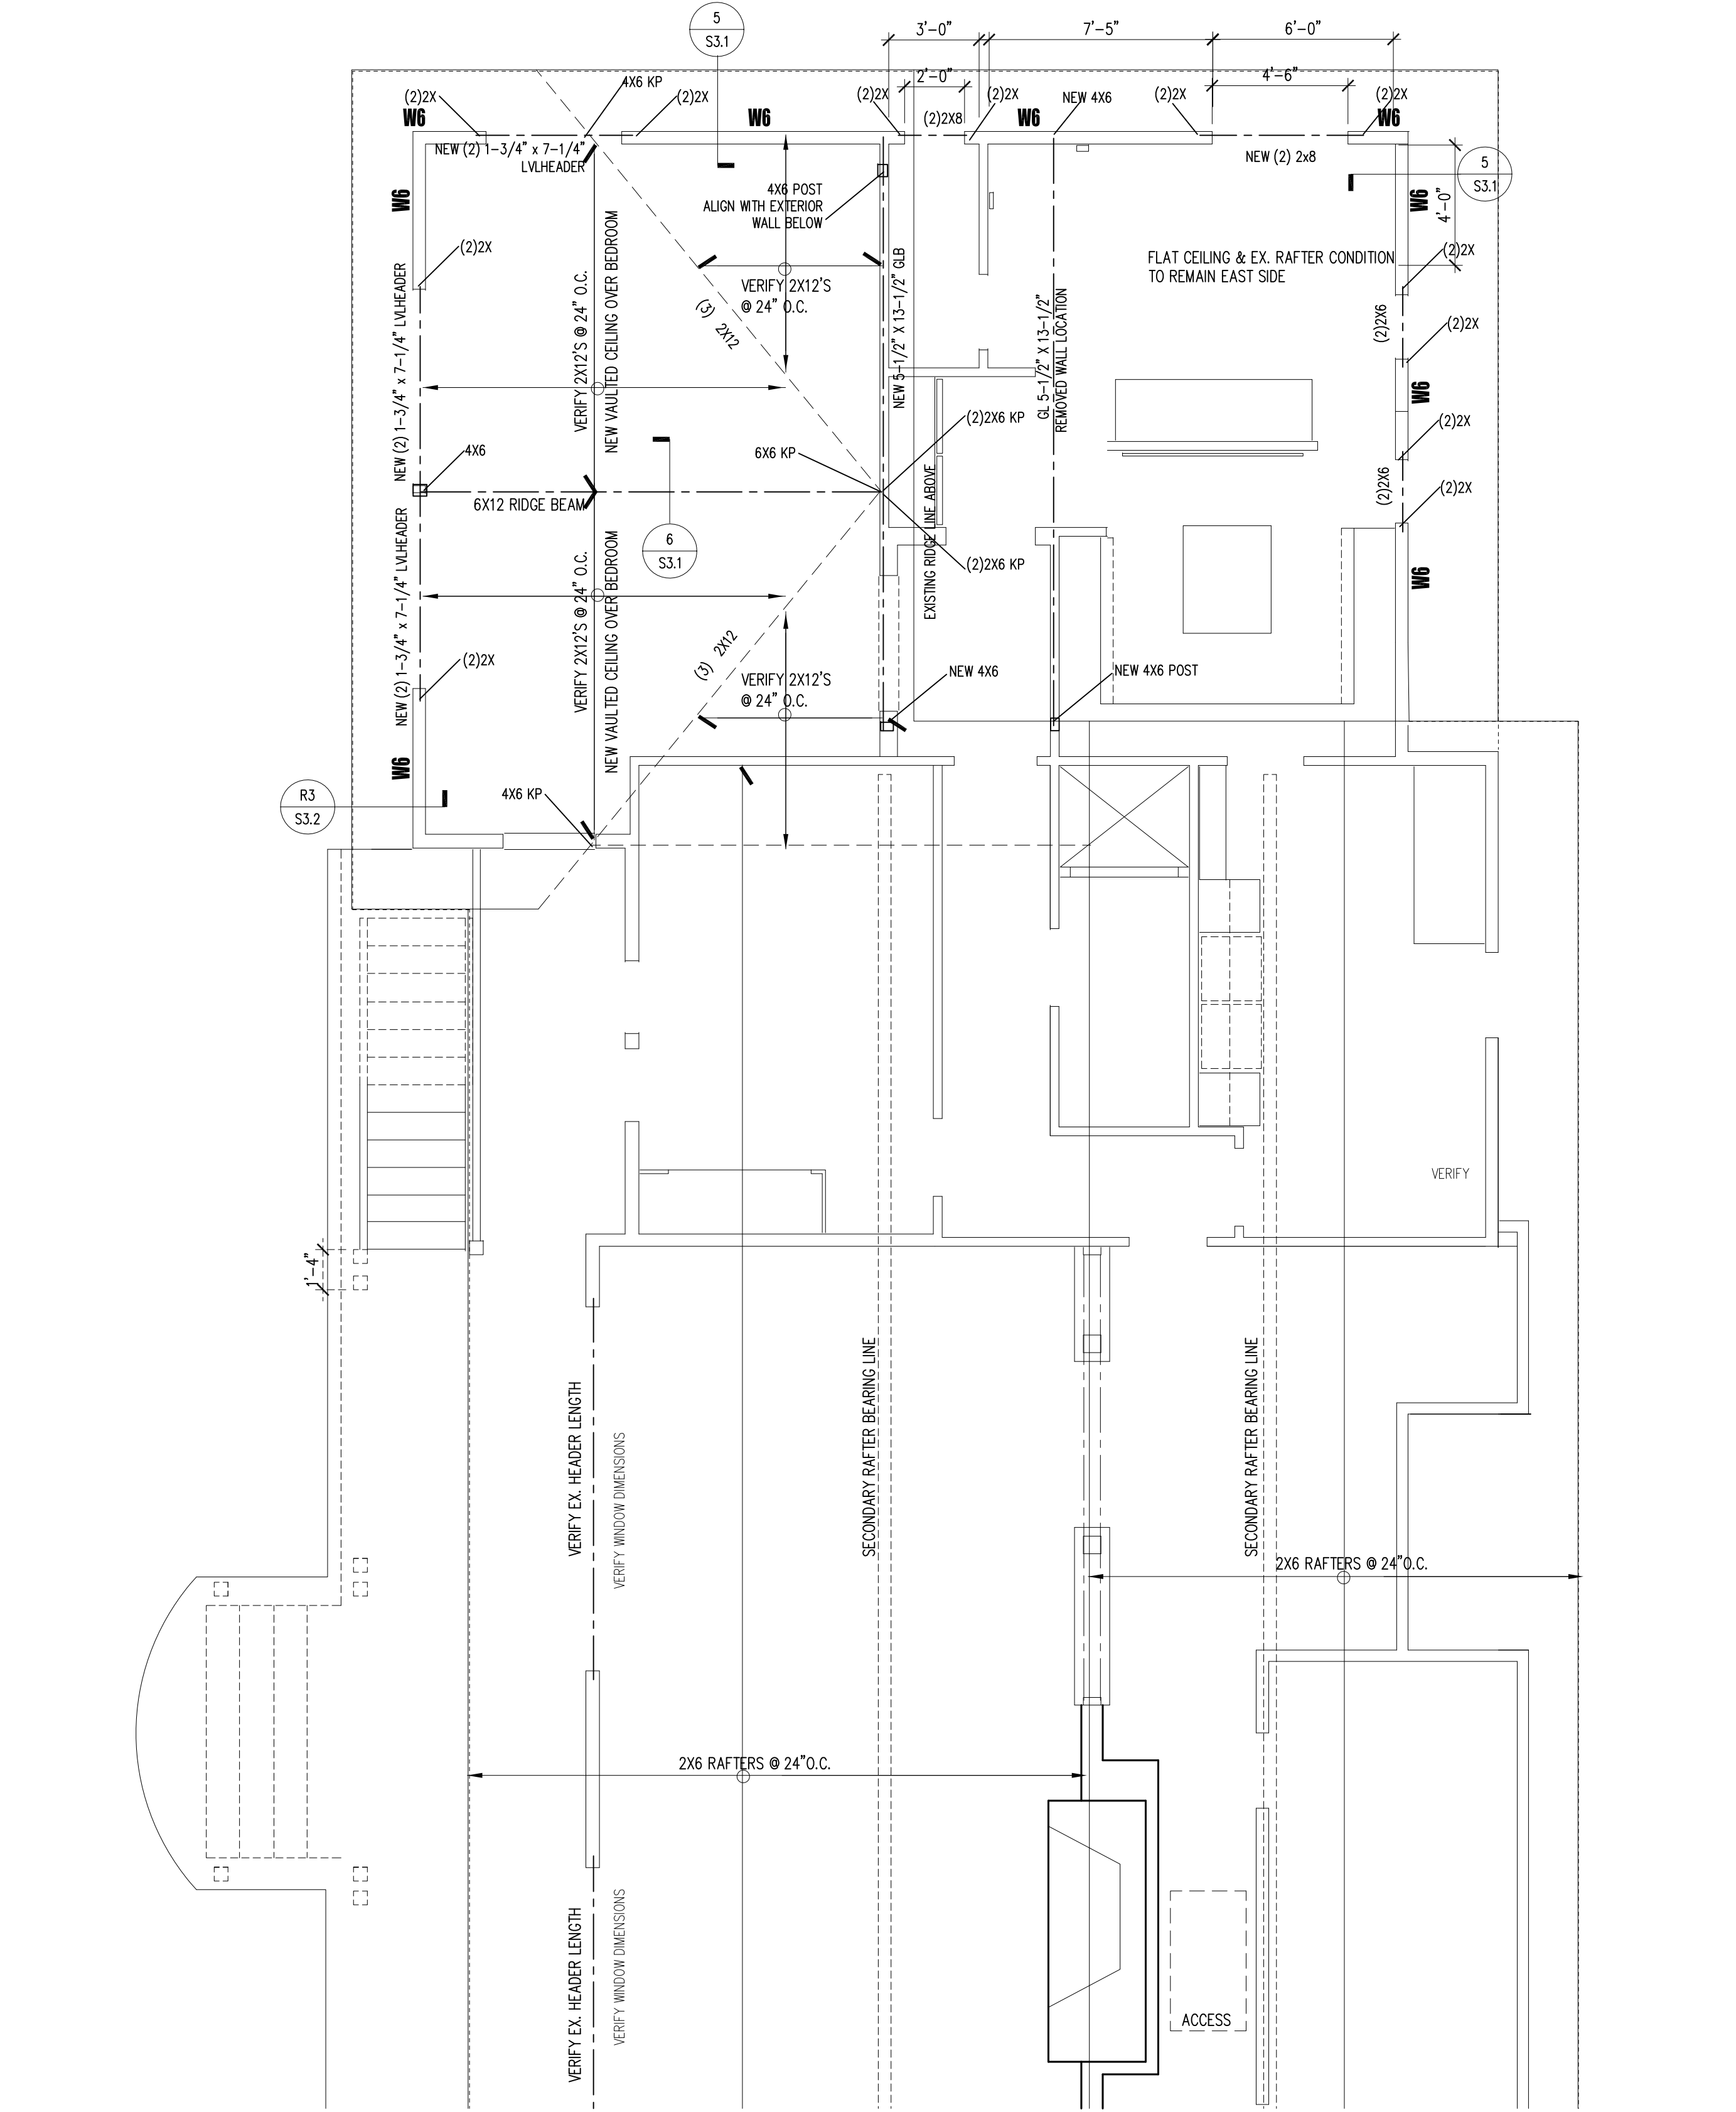 5
S3.1
3'-0"
7'-5"
6'-0"
2'-0"
4'-6"
4X6 KP
(2)2X
(2)2X
(2)2X
(2)2X
NEW 4X6
(2)2X
(2)2X
W6
W6
(2)2X8
W6
W6
NEW (2) 1-3/4" x 7-1/4"
LVLHEADER
NEW (2) 2x8
5
S3.1
4X6 POST
ALIGN WITH EXTERIOR
WALL BELOW
W6
W6
4'-0"
(2)2X
FLAT CEILING & EX. RAFTER CONDITION
TO REMAIN EAST SIDE
(2)2X
VERIFY 2X12'S
@ 24" O.C.
(3) 2X12
NEW (2) 1-3/4" x 7-1/4" LVLHEADER
VERIFY 2X12'S @ 24" O.C.
NEW VAULTED CEILING OVER BEDROOM
NEW 5-1/2" X 13-1/2" GLB
GL 5-1/2" X 13-1/2"
REMOVED WALL LOCATION
(2)2X6
(2)2X
W6
(2)2X6 KP
(2)2X
4X6
6X6 KP
(2)2X6
(2)2X
6X12 RIDGE BEAM
6
S3.1
EXISTING RIDGE LINE ABOVE
(2)2X6 KP
W6
NEW (2) 1-3/4" x 7-1/4" LVLHEADER
VERIFY 2X12'S @ 24" O.C.
NEW VAULTED CEILING OVER BEDROOM
(3) 2X12
(2)2X
VERIFY 2X12'S
@ 24" O.C.
NEW 4X6
NEW 4X6 POST
W6
R3
S3.2
4X6 KP
VERIFY
1'-4"
VERIFY EX. HEADER LENGTH
VERIFY WINDOW DIMENSIONS
SECONDARY RAFTER BEARING LINE
SECONDARY RAFTER BEARING LINE
2X6 RAFTERS @ 24"O.C.
2X6 RAFTERS @ 24"O.C.
VERIFY EX. HEADER LENGTH
VERIFY WINDOW DIMENSIONS
ACCESS